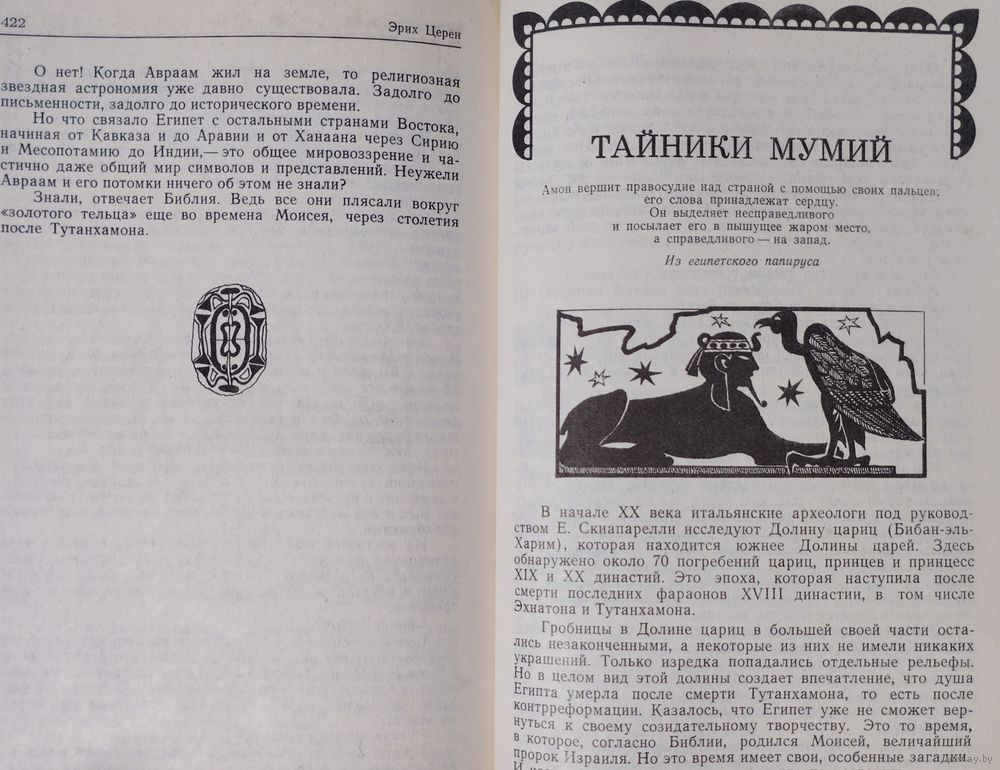 422
Эрих Церен
О нет! Когда Авраам жил на земле, то религиозная
звездная астрономия уже давно существовала. Задолго до
письменности, задолго до исторического времени.
Но что связало Египет с остальными странами Востока,
начиная от Кавказа и до Аравии и от Ханаана через Сирию
и Месопотамию до Индии,— это общее мировоззрение и ча-
стично даже общий мир символов и представлений. Неужели
Авраам и его потомки ничего об этом не знали?
Знали, отвечает Библия. Ведь все они плясали вокруг
«золотого тельца» еще во времена Моисея, через столетия
после Тутанхамона.
ТАЙНИКИ МУМИЙ
Амон вершит правосудие над страной с помощью своих пальцев;
его слова принадлежат сердцу.
Он выделяет несправедливого
и посылает его в пышущее жаром место,
а справедливого — на запад.
Из египетского папируса
В начале XX века итальянские археологи под руковод-
ством Е. Скиапарелли исследуют Долину цариц (Бибан-эль-
Харим), которая находится южнее Долины царей. Здесь
обнаружено около 70 погребений цариц, принцев и принцесс
XIX и XX династий. Это эпоха, которая наступила после
смерти последних фараонов XVIII династии, в том числе
Эхнатона и Тутанхамона.
Гробницы в Долине цариц в большей своей части оста-
лись незаконченными, а некоторые из них не имели никаких
украшений. Только изредка попадались отдельные рельефы.
Но в целом вид этой долины создает впечатление, что душа
Египта умерла после смерти Тутанхамона, то есть после
контрреформации. Казалось, что Египет уже не сможет вер-
нуться к своему созидательному творчеству. Это то время,
в которое, согласно Библии, родился Моисей, величайший
пророк Израиля. Но это время имеет свои, особенные загадки.